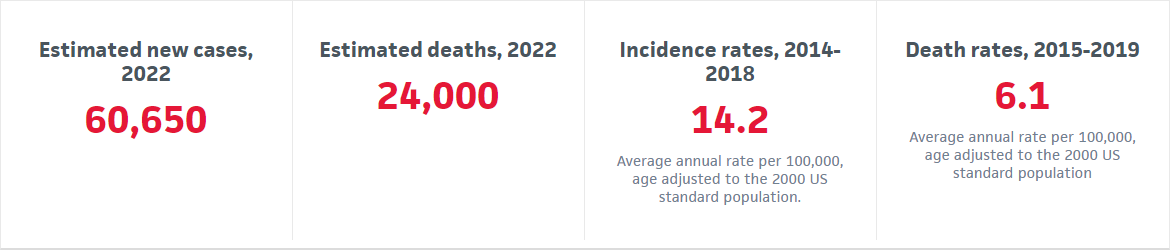 Estimated new cases,
2022
60,650
Estimated deaths, 2022
24,000
Incidence rates, 2014-
2018
14.2
Average annual rate per 100,000,
age adjusted to the 2000 US
standard population.
Death rates, 2015-2019
6.1
Average annual rate per 100,000,
age adjusted to the 2000 US
standard population